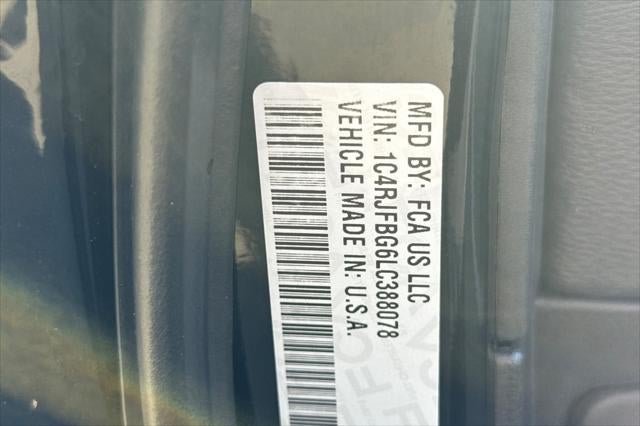 MFD BY: FCA US LLC
VIN: 1C4RJFBG6LC388078
VEHICLE MADE IN: U.S.A.